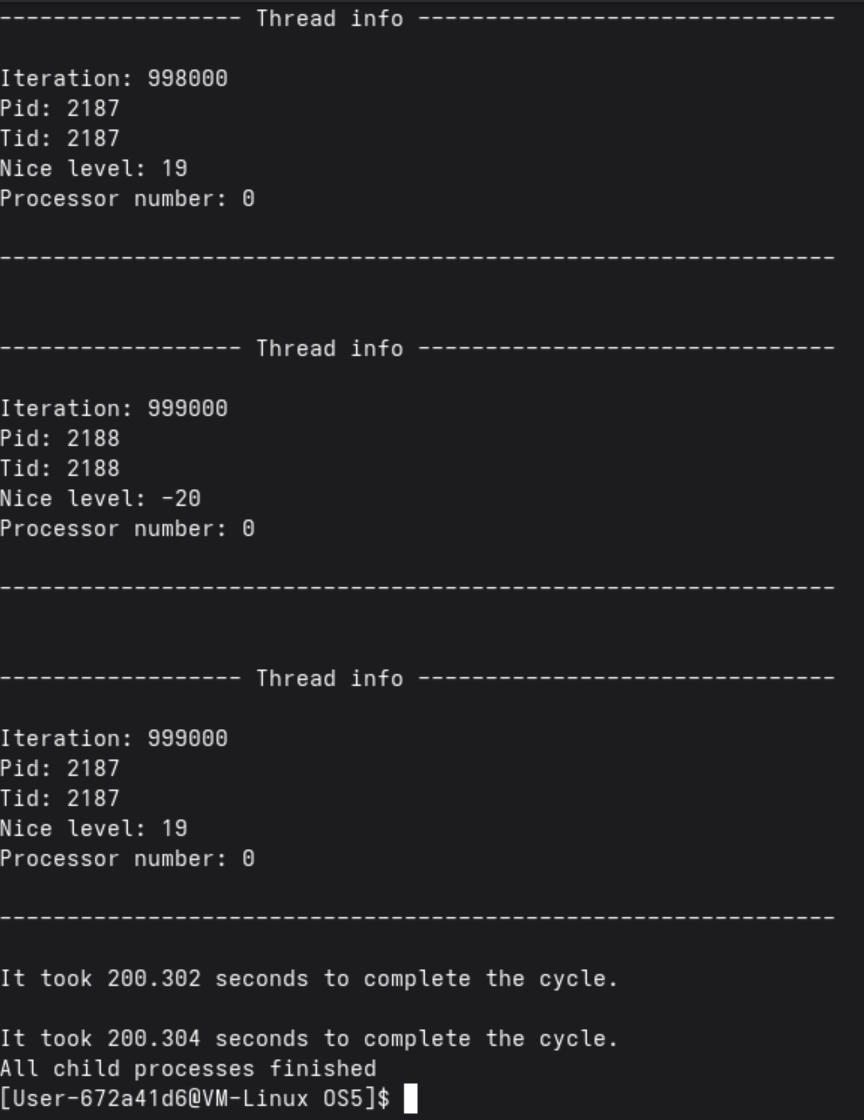 ------------------ Thread info -------------------------------
Iteration: 998000
Pid: 2187
Tid: 2187
Nice level: 19
Processor number: 0
--------------------------------------------------------------
------------------ Thread info -------------------------------
Iteration: 999000
Pid: 2188
Tid: 2188
Nice level: -20
Processor number: 0
--------------------------------------------------------------
------------------ Thread info -------------------------------
Iteration: 999000
Pid: 2187
Tid: 2187
Nice level: 19
Processor number: 0
--------------------------------------------------------------
It took 200.302 seconds to complete the cycle.
It took 200.304 seconds to complete the cycle.
All child processes finished
[User-672a41d6@VM-Linux OS5]$